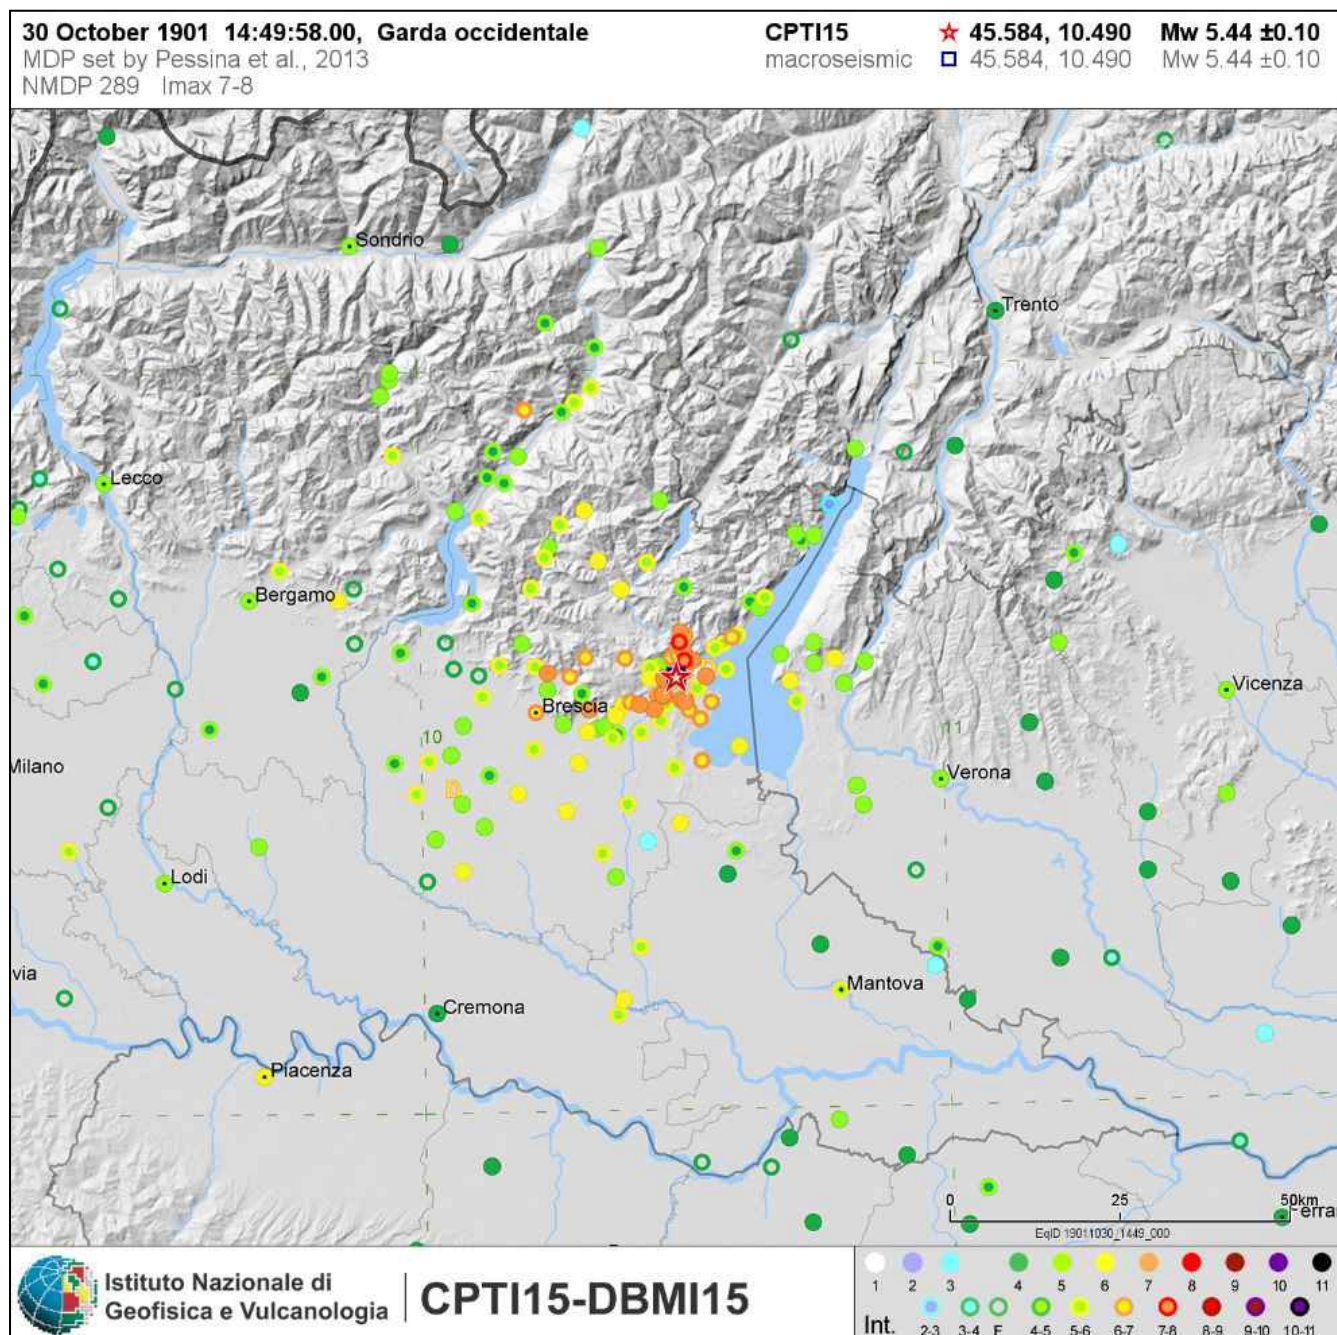 30 October 1901 14:49:58.00, Garda occidentale
CPTI15 45.584, 10.490 Mw 5.44 ±0.10
MDP set by Pessina et al., 2013
macroseismic 45.584, 10.490 Mw 5.44 ±0.10
NMDP 289 Imax 7-8
Sondrio
Trento
Lecco
Bergamo
Vicenza
Brescia
10
11
Milano
Verona
Lodi
via
Mantova
Cremona
Piacenza
0 25 50km
Ferra
EqID 19011030_1449_000
Istituto Nazionale di
Geofisica e Vulcanologia
CPTI15-DBMI15
1 2 3 4 5 6 7 8 9 10 11
Int. 2-3 3-4 F 4-5 5-6 6-7 7-8 8-9 9-10 10-11